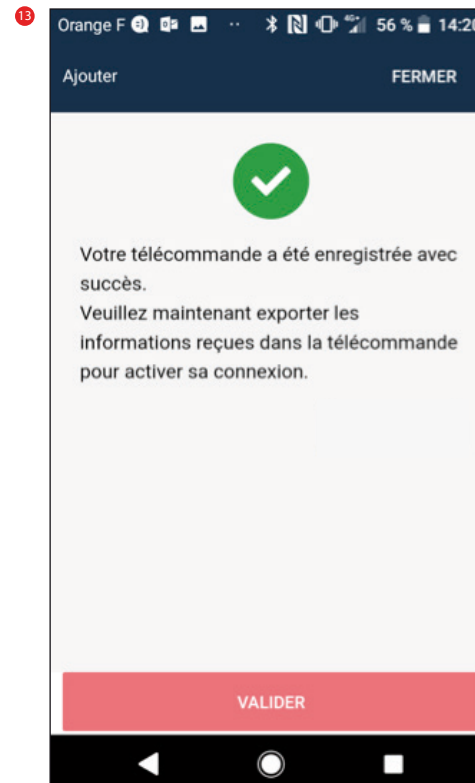 13
Orange F 56 % 14:20
Ajouter FERMER
Votre télécommande a été enregistrée avec
succès.
Veuillez maintenant exporter les
informations reçues dans la télécommande
pour activer sa connexion.
VALIDER